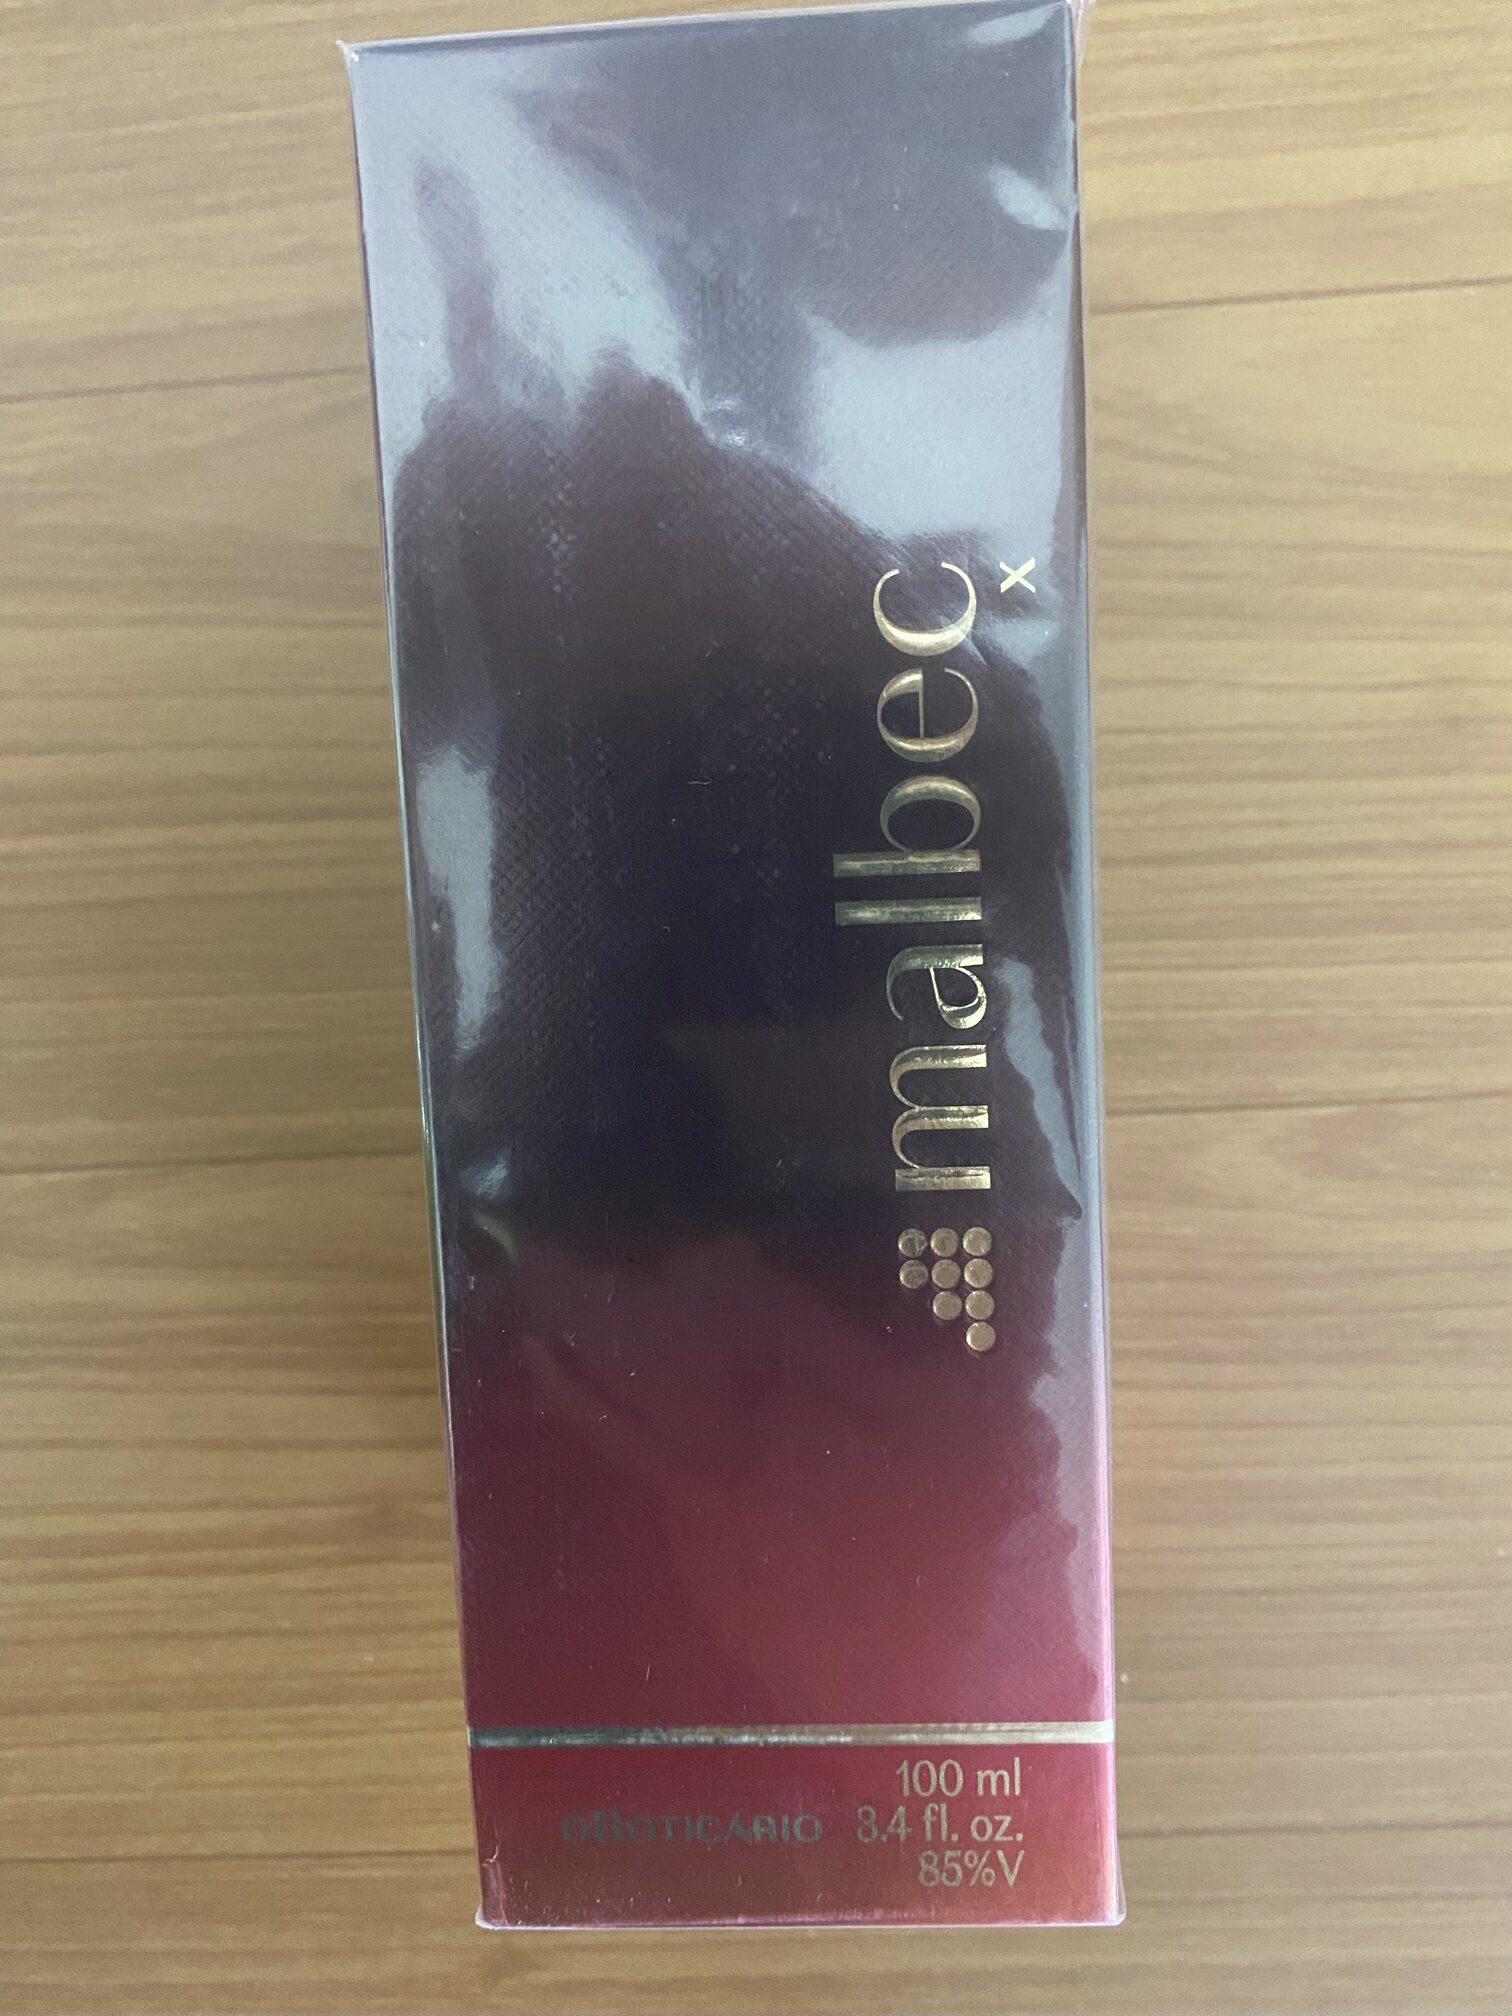 malbec
x
100 ml
oBoticário 3.4 fl. oz.
85%V